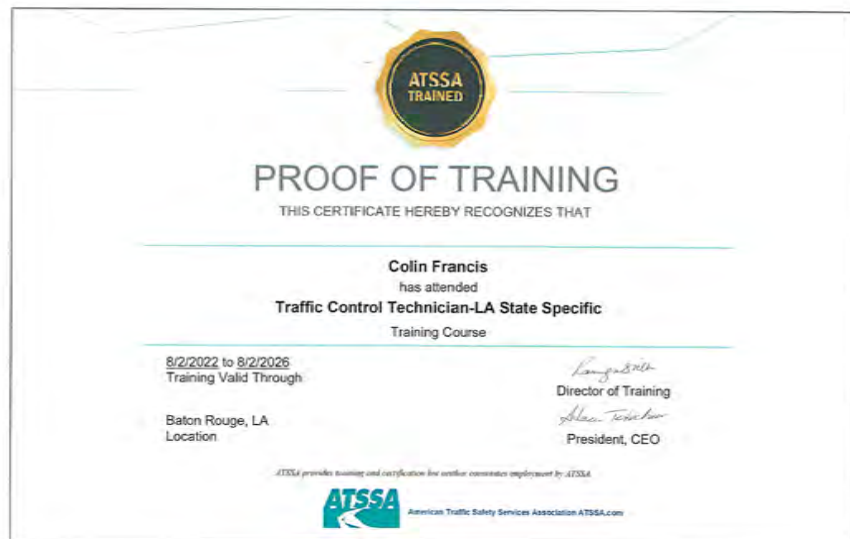 ATSSA
TRAINED
PROOF OF TRAINING
THIS CERTIFICATE HEREBY RECOGNIZES THAT
Colin Francis
has attended
Traffic Control Technician-LA State Specific
Training Course
8/2/2022 to 8/2/2026
Training Valid Through
Director of Training
Baton Rouge, LA
Location
President, CEO
ATSSA provides training and certification but neither constitutes employment by ATSSA
ATSSA
American Traffic Safety Services Association ATSSA.com